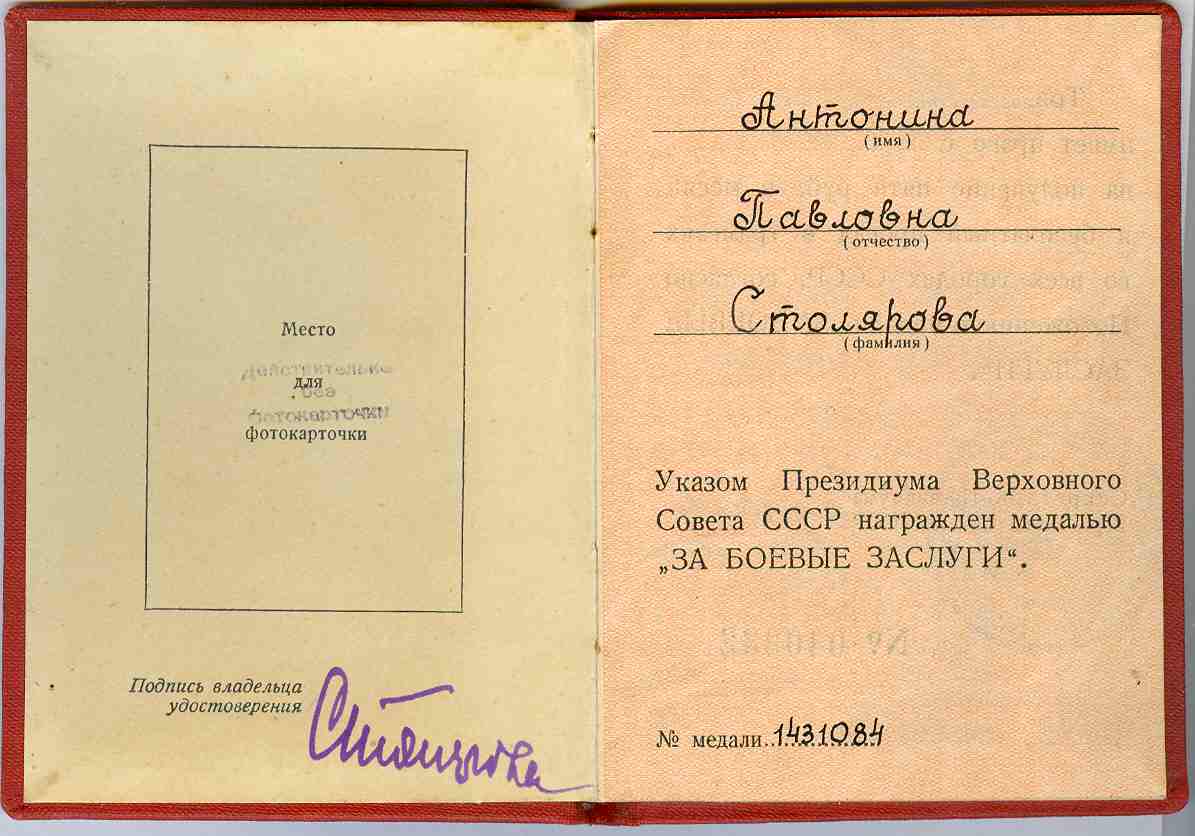 Место
для
фотокарточки
Подпись владельца
удостоверения
Антонина
(имя)
Павловна
(отчество)
Столярова
(фамилия)
Указом Президиума Верховного
Совета СССР награжден медалью
„ЗА БОЕВЫЕ ЗАСЛУГИ“.
№ медали 1431084